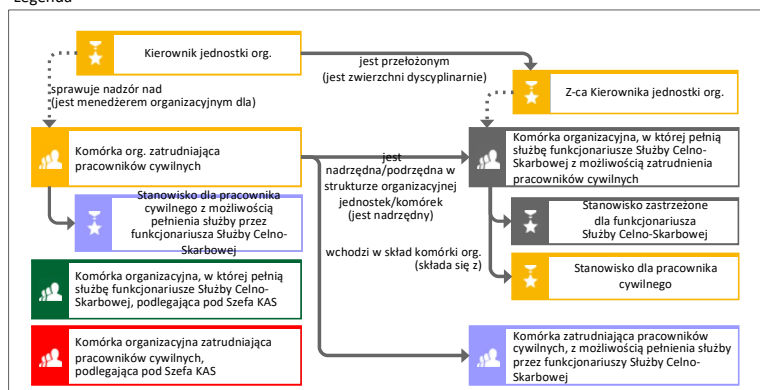 Legenda
Kierownik jednostki org.
jest przełożonym
(jest zwierzchni dyscyplinarnie)
sprawuje nadzór nad
(jest menedżerem organizacyjnym dla)
Z-ca Kierownika jednostki org.
Komórka org. zatrudniająca
pracowników cywilnych
jest
nadrzędna/podrzędna w
strukturze organizacyjnej
jednostek/komórek
(jest nadrzędny)
Komórka organizacyjna, w której pełnią
służbę funkcjonariusze Służby Celno-
Skarbowej z możliwością zatrudnienia
pracowników cywilnych
Stanowisko dla pracownika
cywilnego z możliwością
pełnienia służby przez
funkcjonariusza Służby Celno-
Skarbowej
Stanowisko zastrzeżone
dla funkcjonariusza
Służby Celno-Skarbowej
wchodzi w skład komórki org.
(składa się z)
Stanowisko dla pracownika
cywilnego
Komórka organizacyjna, w której pełnią
służbę funkcjonariusze Służby Celno-
Skarbowej, podlegająca pod Szefa KAS
Komórka organizacyjna zatrudniająca
pracowników cywilnych,
podlegająca pod Szefa KAS
Komórka zatrudniająca pracowników
cywilnych, z możliwością pełnienia służby
przez funkcjonariuszy Służby Celno-
Skarbowej